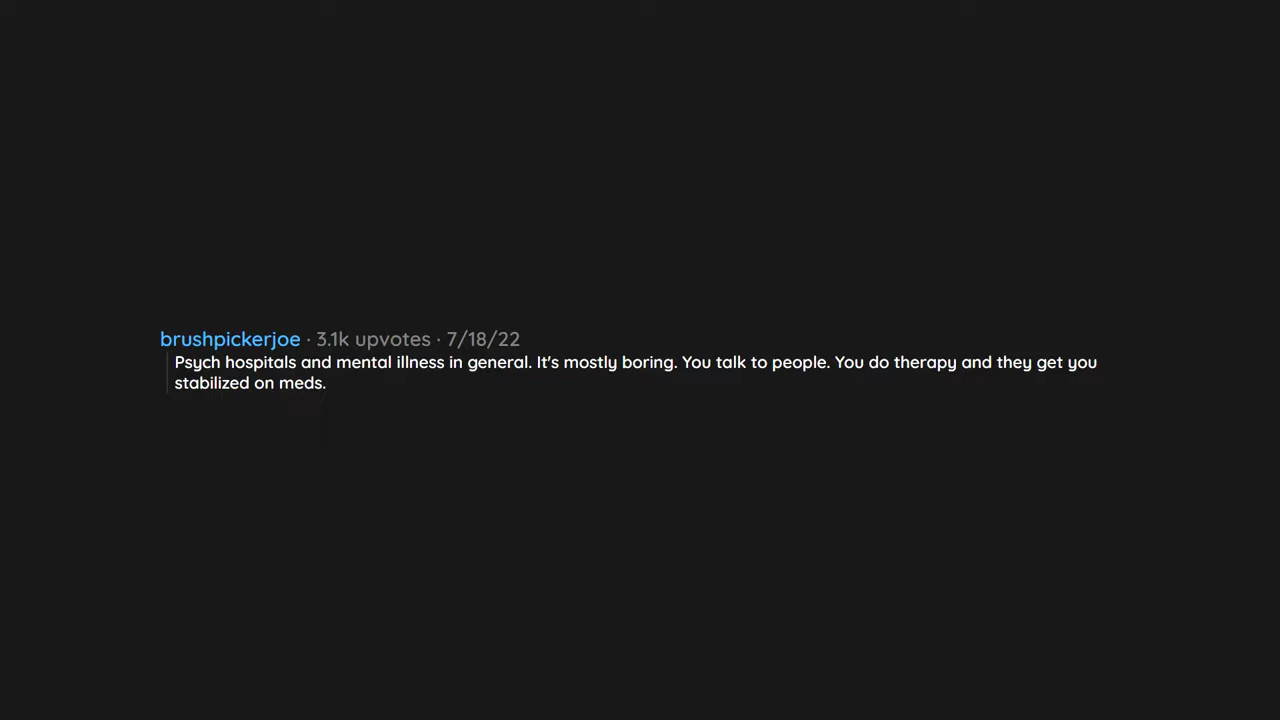 brushpickerjoe · 3.1k upvotes · 7/18/22
Psych hospitals and mental illness in general. It's mostly boring. You talk to people. You do therapy and they get you
stabilized on meds.